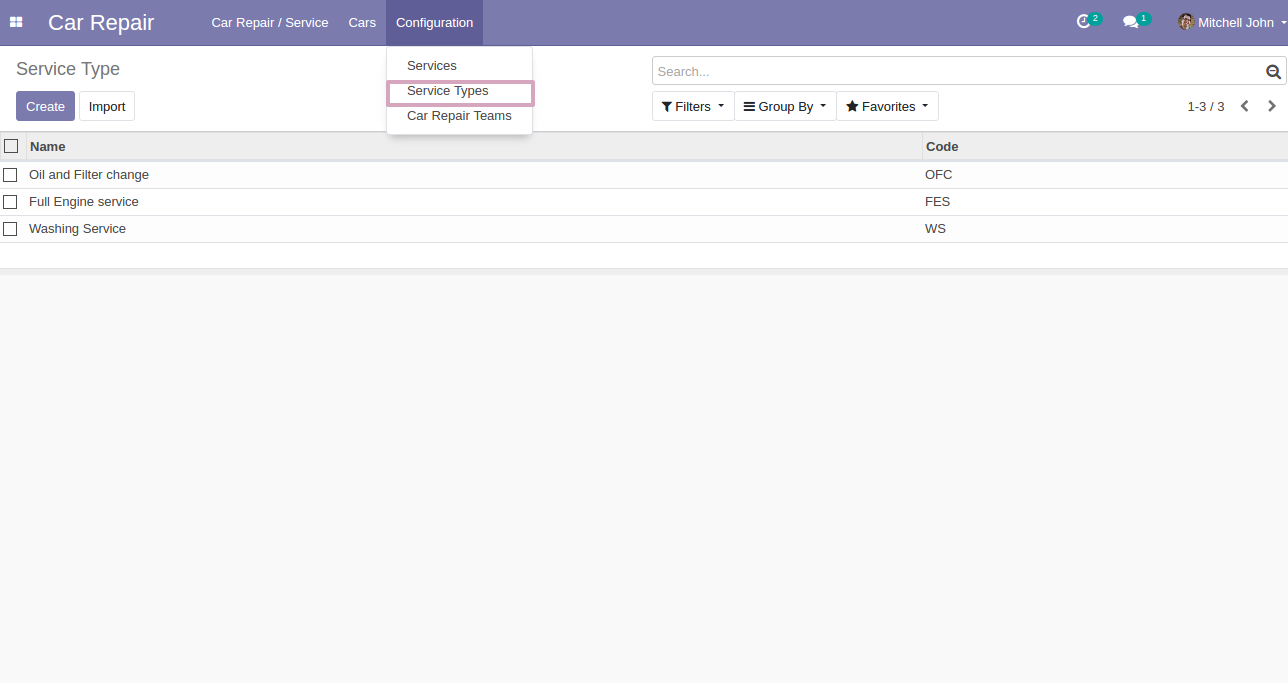 Car Repair Car Repair / Service Cars Configuration 2 1 Mitchell John
Service Type
Services
Service Types
Car Repair Teams
Search...
Create Import
Filters Group By Favorites 1-3 / 3
Name Code
Oil and Filter change OFC
Full Engine service FES
Washing Service WS